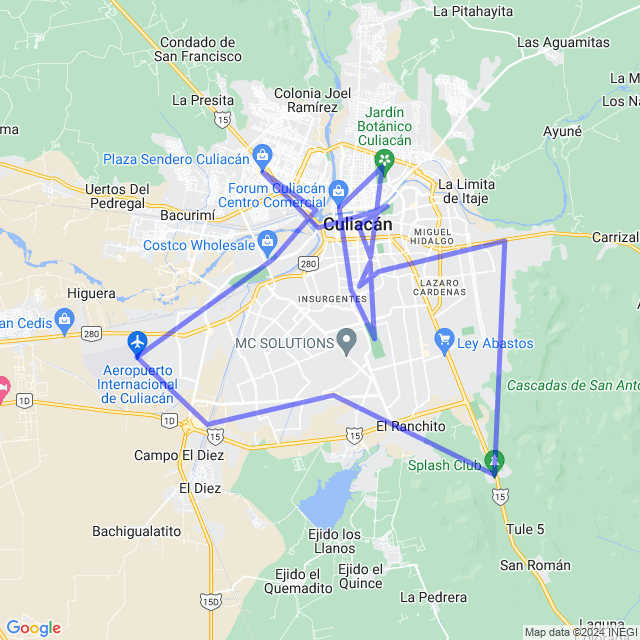 La Pitahayita
Las Aguamitas
Condado de
San Francisco
Colonia Joel
Ramírez
La Presita
15
Jardín
Botánico
Culiacán
Ayuné
Plaza Sendero Culiacán
Forum Culiacán
Centro Comercial
La Limita
de Itaje
Uertos Del
Pedregal
Bacurimí
Culiacán
MIGUEL
HIDALGO
Carrizal
Costco Wholesale
280
LAZARO
CARDENAS
Higuera
INSURGENTES
an Cedis
280
MC SOLUTIONS
Ley Abastos
Aeropuerto
Internacional
de Culiacán
Cascadas de San Anto
1D
1D
15
15
El Ranchito
Campo El Diez
Splash Club
El Diez
15
Bachigualatito
Ejido los
Llanos
Tule 5
Ejido el
Quemadito
Ejido el
Quince
San Román
La Pedrera
15D
Laguna
Google
Map data ©2024 INEGI